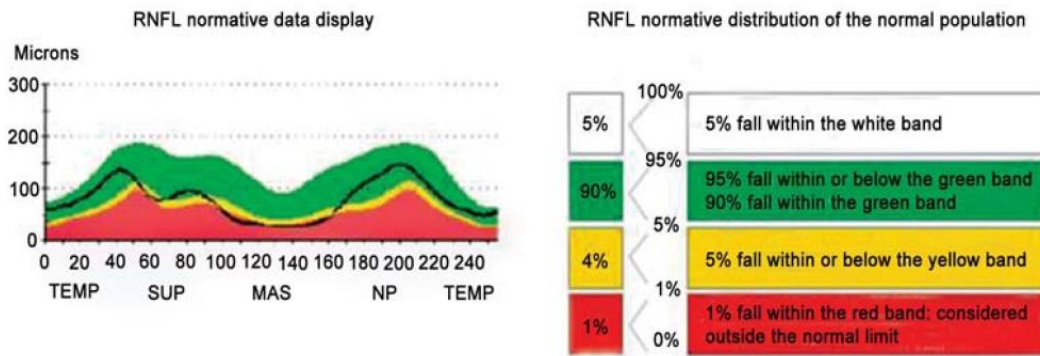 RNFL normative data display
Microns
300
200
100
0
0 20 40 60 80 100 120 140 160 180 200 220 240
TEMP SUP MAS NP TEMP
RNFL normative distribution of the normal population
100%
5% 5% fall within the white band
95%
90% 95% fall within or below the green band
90% fall within the green band
5%
4% 5% fall within or below the yellow band
1%
1% 1% fall within the red band: considered
outside the normal limit
0%